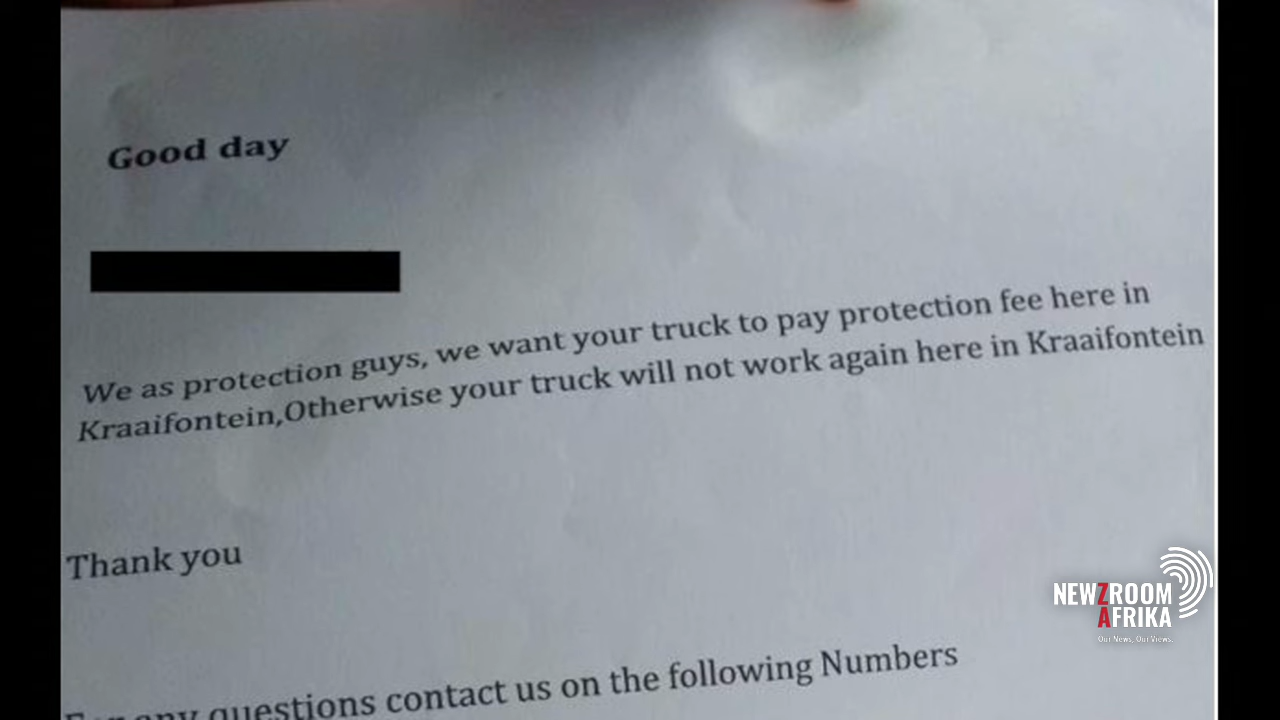 Good day
We as protection guys, we want your truck to pay protection fee here in
Kraaifontein,Otherwise your truck will not work again here in Kraaifontein
Thank you
For any questions contact us on the following Numbers
NEWZROOM
AFRIKA
Our News. Our Views.